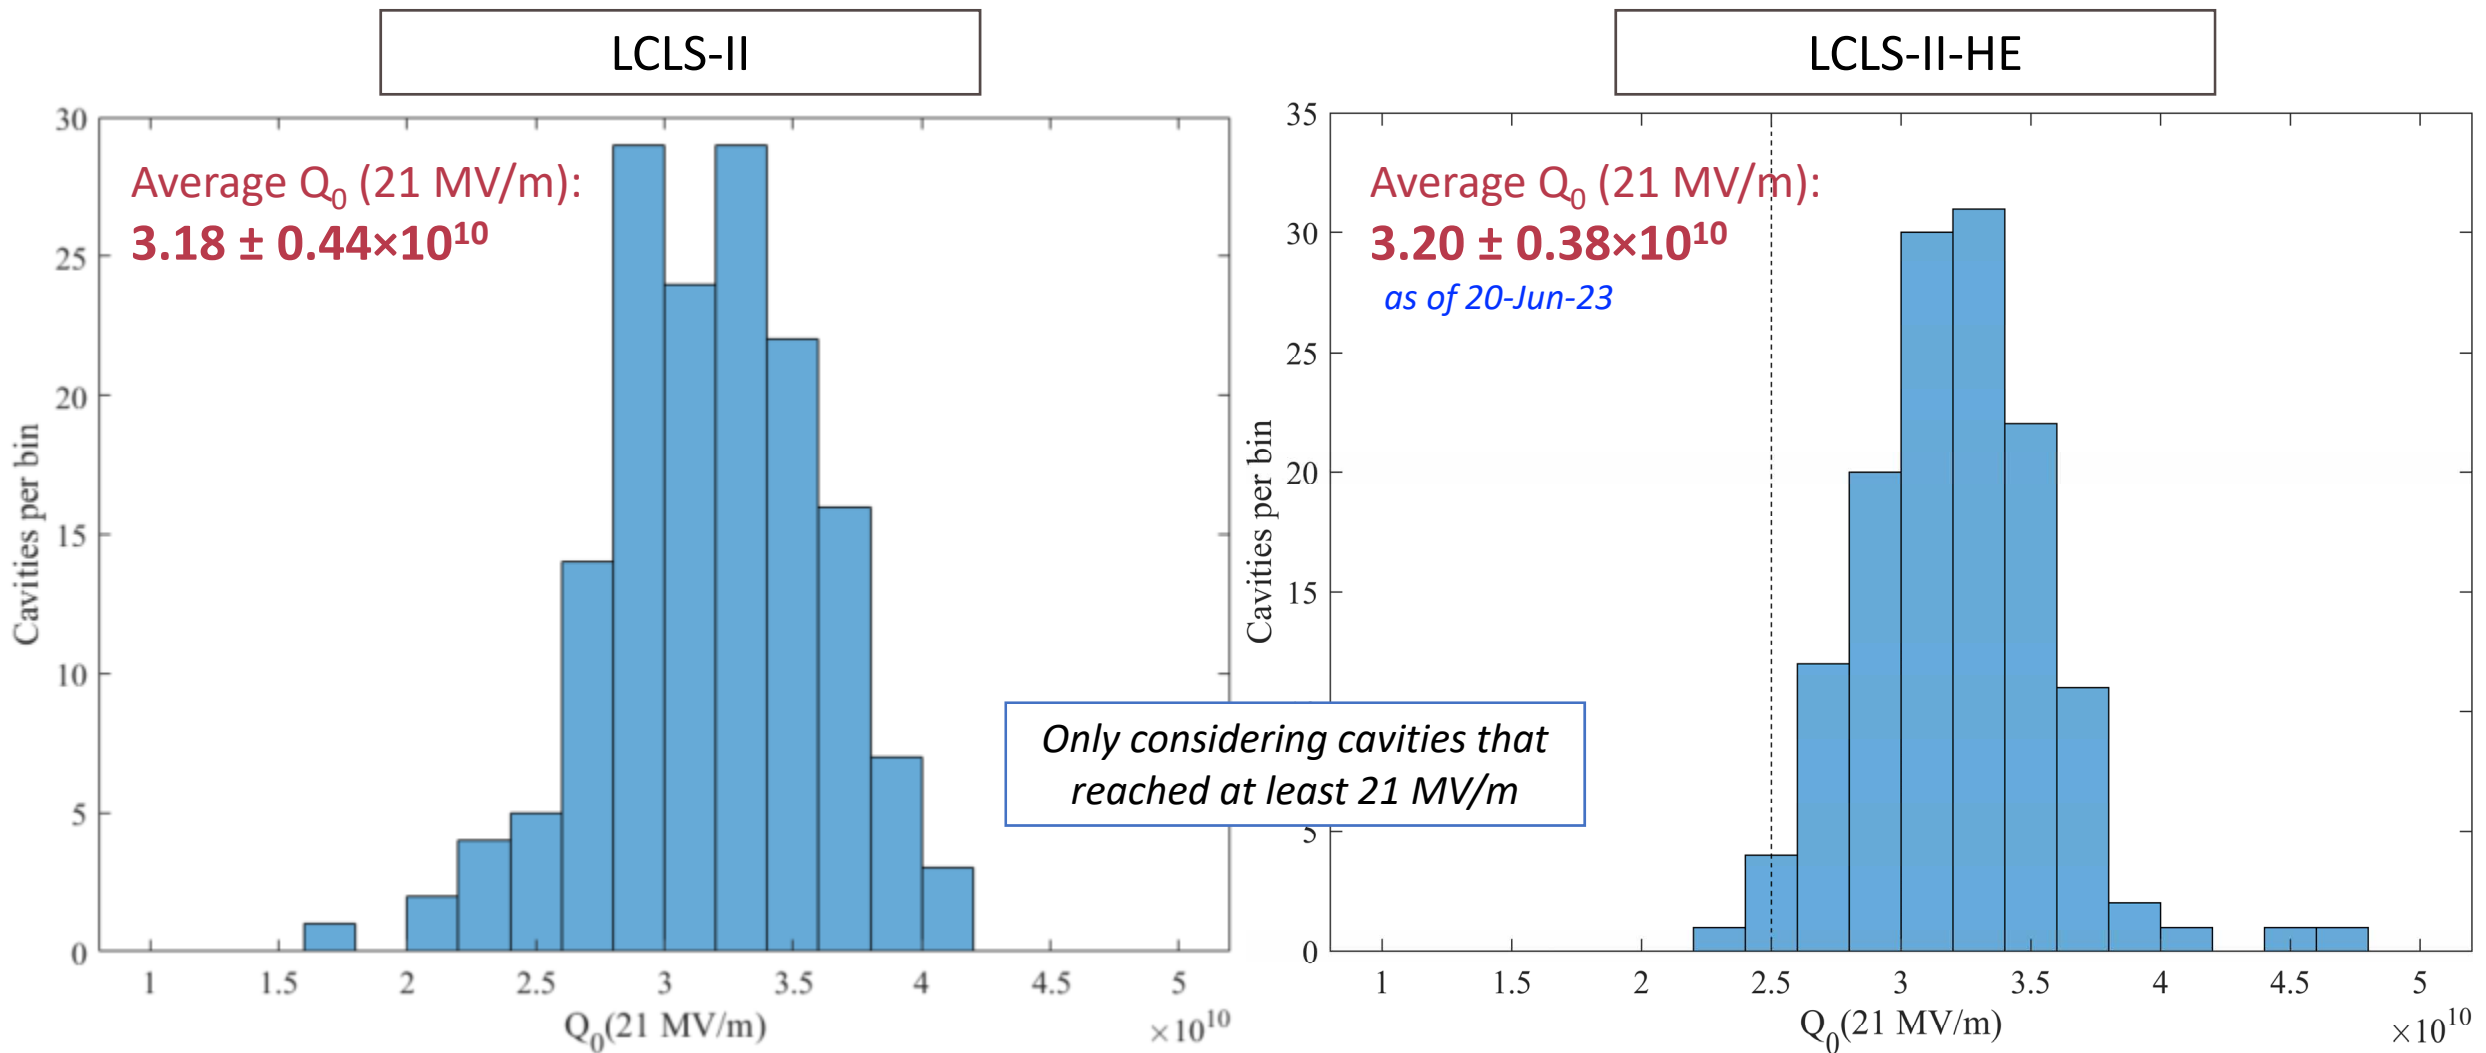 LCLS-II
30
25
20
15
10
5
0
Cavities per bin
Average Q₀ (21 MV/m):
3.18 ± 0.44×10¹⁰
1 1.5 2 2.5 3 3.5 4 4.5 5
Q₀(21 MV/m)
×10¹⁰
LCLS-II-HE
35
30
25
20
15
5
0
Cavities per bin
Average Q₀ (21 MV/m):
3.20 ± 0.38×10¹⁰
as of 20-Jun-23
1 1.5 2 2.5 3 3.5 4 4.5 5
Q₀(21 MV/m)
×10¹⁰
Only considering cavities that
reached at least 21 MV/m